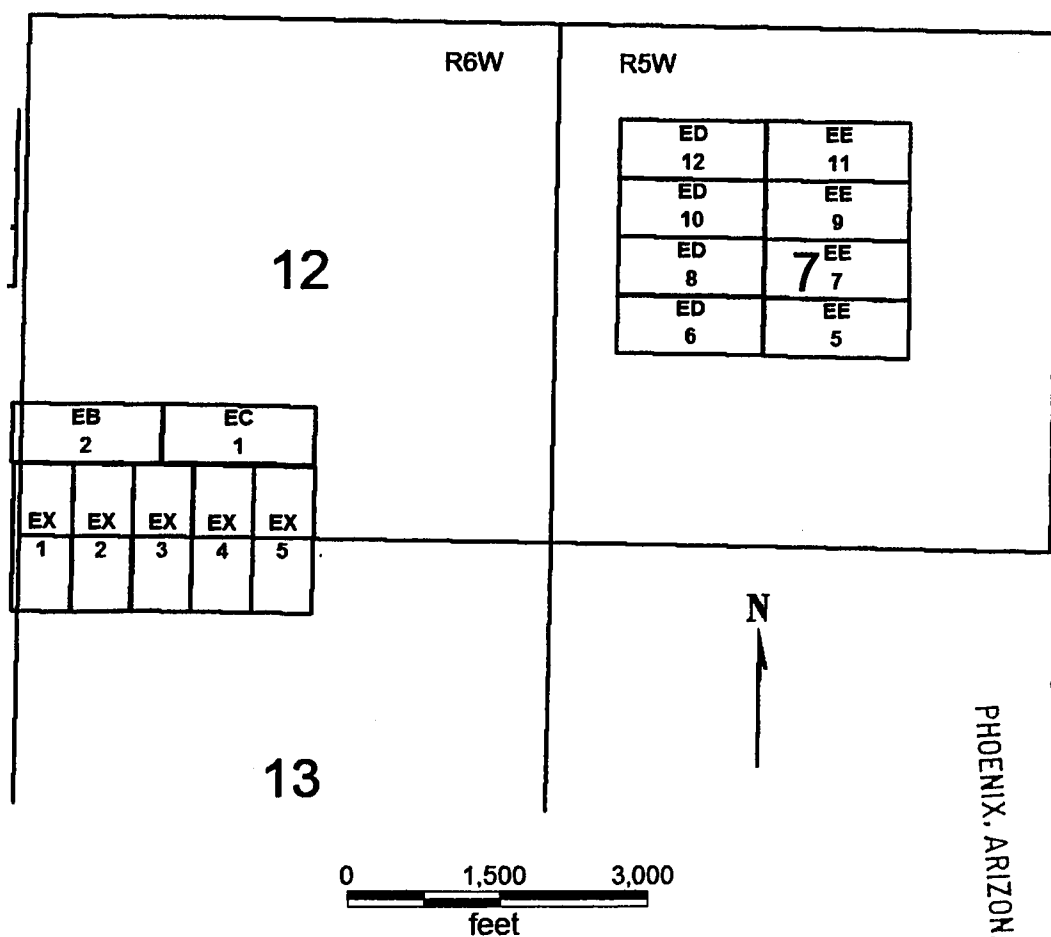 R6W R5W
ED EE
12 11
ED EE
10 9
12
ED 7 EE
8 7
ED EE
6 5
EB EC
2 1
EX EX EX EX EX
1 2 3 4 5
N
13
PHOENIX, ARIZON
0 1,500 3,000
feet